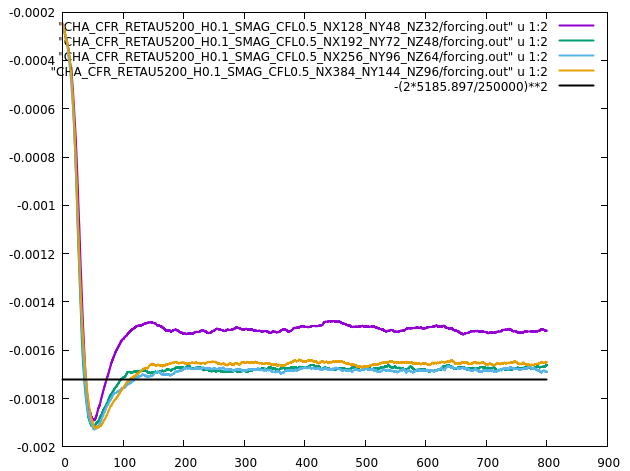 -0.0002
"CHA_CFR_RETAU5200_H0.1_SMAG_CFL0.5_NX128_NY48_NZ32/forcing.out" u 1:2
"CHA_CFR_RETAU5200_H0.1_SMAG_CFL0.5_NX192_NY72_NZ48/forcing.out" u 1:2
-0.0004
"CHA_CFR_RETAU5200_H0.1_SMAG_CFL0.5_NX256_NY96_NZ64/forcing.out" u 1:2
"CHA_CFR_RETAU5200_H0.1_SMAG_CFL0.5_NX384_NY144_NZ96/forcing.out" u 1:2
-(2*5185.897/250000)**2
-0.0006
-0.0008
-0.001
-0.0012
-0.0014
-0.0016
-0.0018
-0.002
0 100 200 300 400 500 600 700 800 900